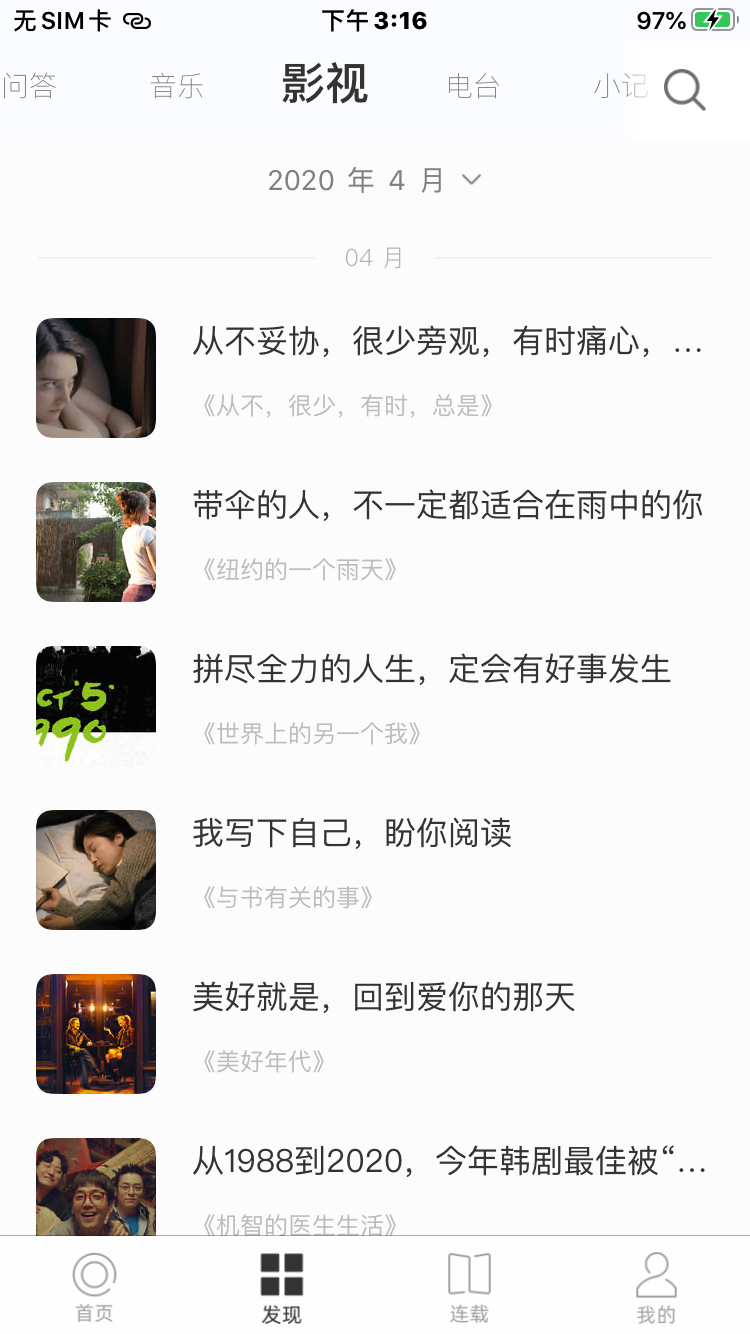 无SIM卡 下午3:16 97%
问答 音乐 影视 电台 小记
2020 年 4 月
04 月
从不妥协，很少旁观，有时痛心，…
《从不，很少，有时，总是》
带伞的人，不一定都适合在雨中的你
《纽约的一个雨天》
CT'5'
990
拼尽全力的人生，定会有好事发生
《世界上的另一个我》
我写下自己，盼你阅读
《与书有关的事》
美好就是，回到爱你的那天
《美好年代》
从1988到2020，今年韩剧最佳被“…
《机智的医生生活》
首页 发现 连载 我的